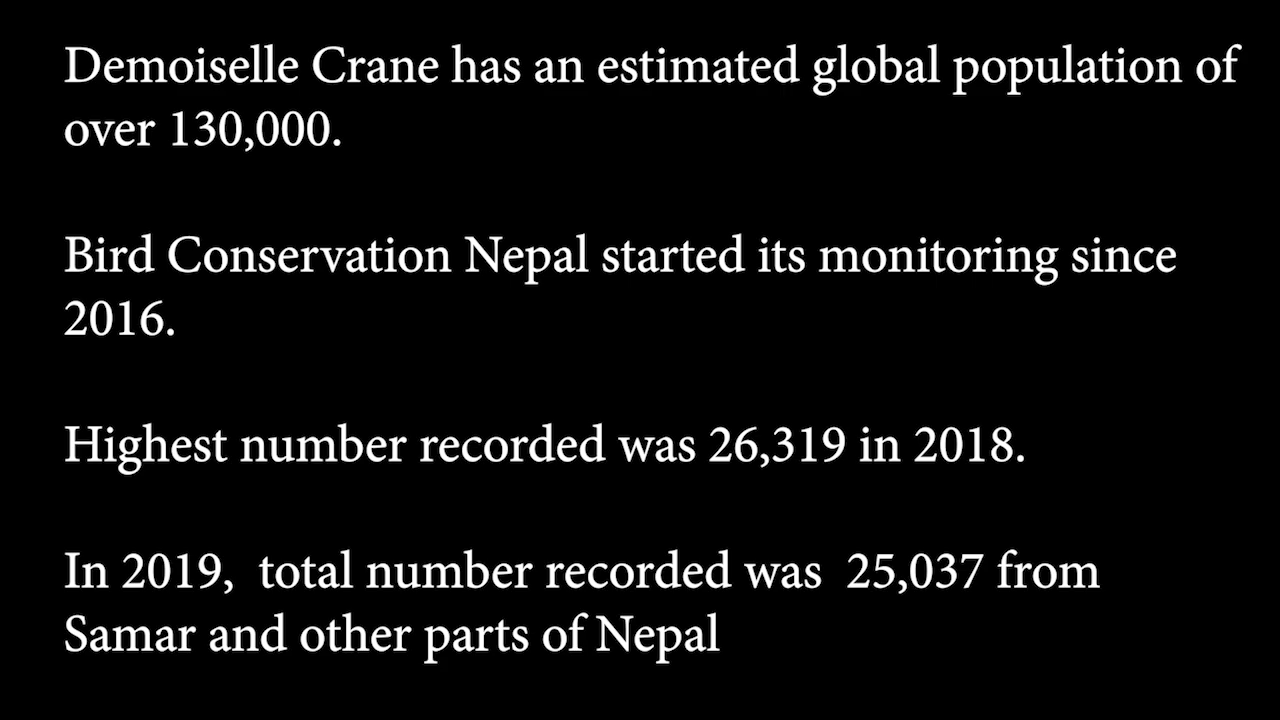 Demoiselle Crane has an estimated global population of
over 130,000.
Bird Conservation Nepal started its monitoring since
2016.
Highest number recorded was 26,319 in 2018.
In 2019,  total number recorded was  25,037 from
Samar and other parts of Nepal